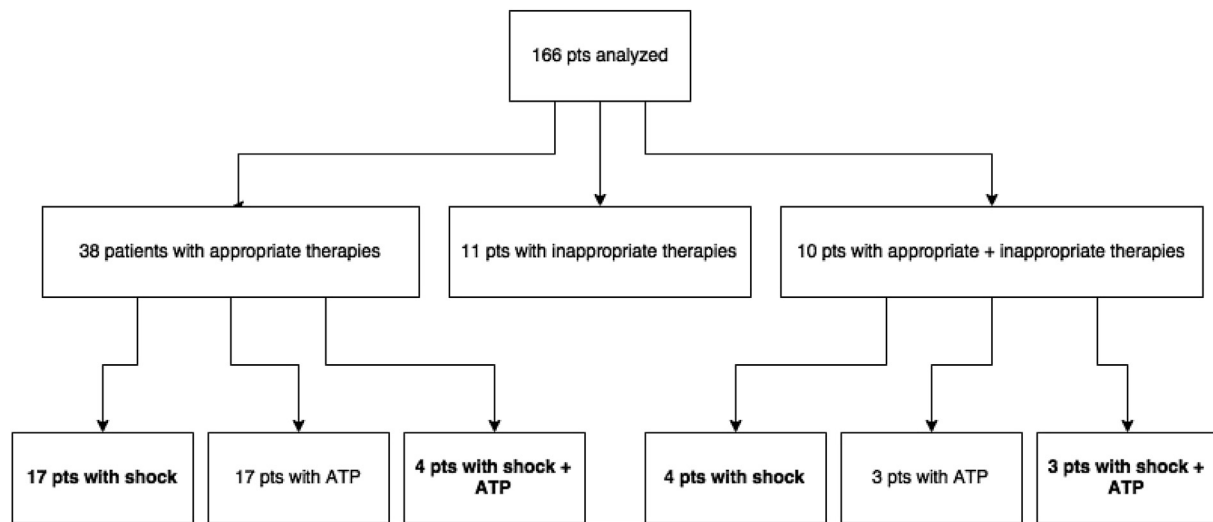 166 pts analyzed
38 patients with appropriate therapies
11 pts with inappropriate therapies
10 pts with appropriate + inappropriate therapies
17 pts with shock
17 pts with ATP
4 pts with shock +
ATP
4 pts with shock
3 pts with ATP
3 pts with shock +
ATP